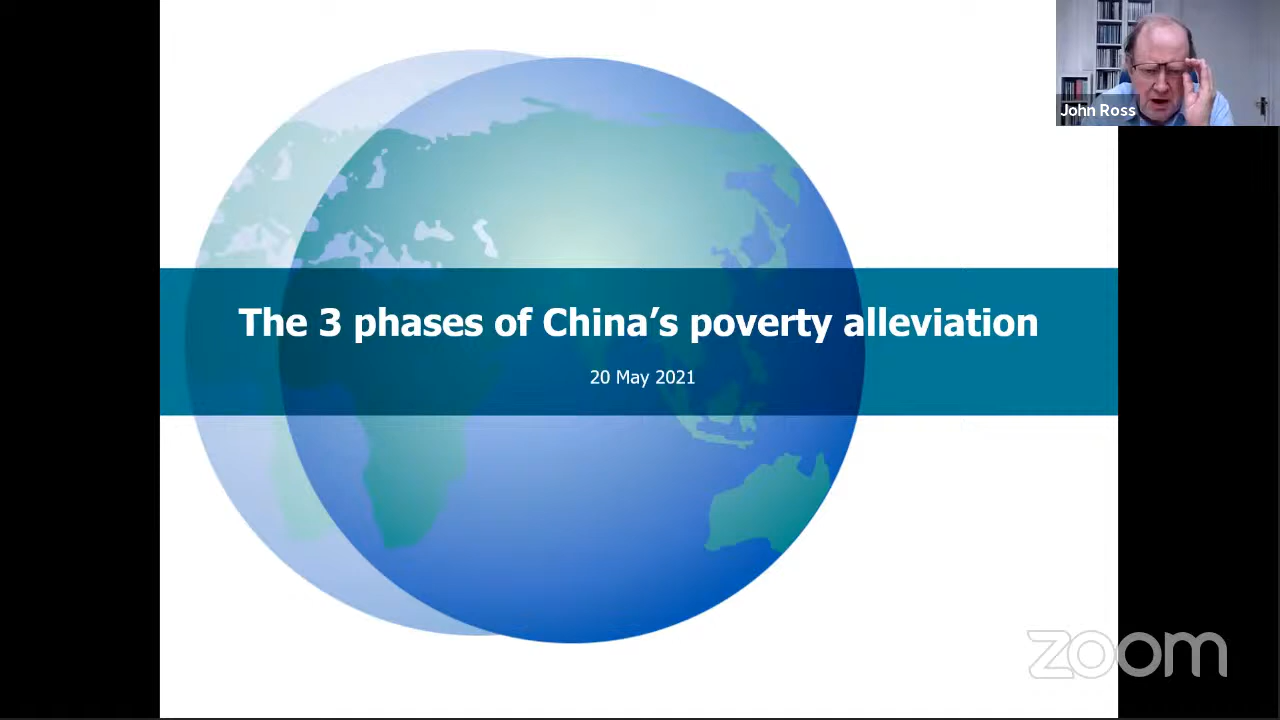 John Ross
The 3 phases of China’s poverty alleviation
20 May 2021
zoom